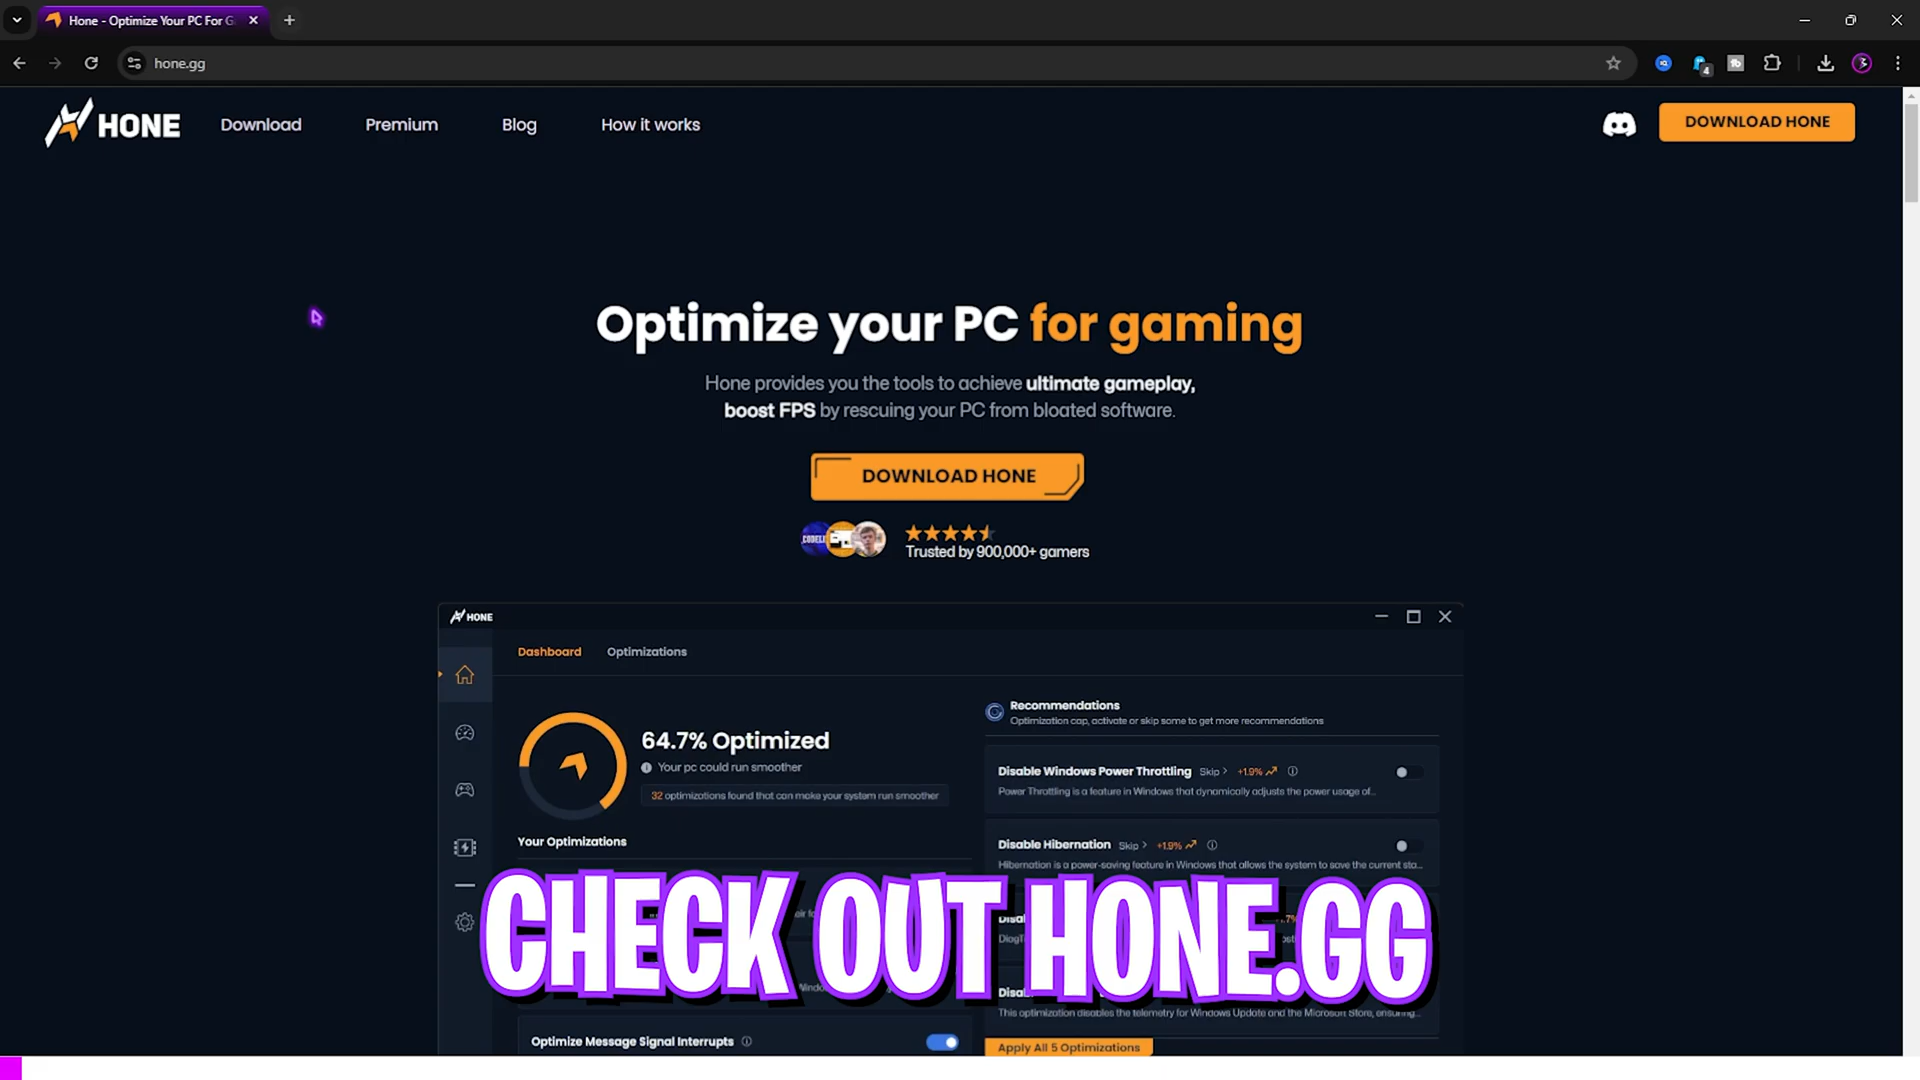 Hone - Optimize Your PC For G
hone.gg
4
HONE
Download
Premium
Blog
How it works
DOWNLOAD HONE
Optimize your PC for gaming
Hone provides you the tools to achieve ultimate gameplay,
boost FPS by rescuing your PC from bloated software.
DOWNLOAD HONE
Trusted by 900,000+ gamers
HONE
Dashboard
Optimizations
64.7% Optimized
Your pc could run smoother
32 optimizations found that can make your system run smoother
Your Optimizations
Recommendations
Optimization cap, activate or skip some to get more recommendations
Disable Windows Power Throttling Skip > +1.9%
Power Throttling is a feature in Windows that dynamically adjusts the power usage of...
Disable Hibernation Skip > +1.9%
Hibernation is a power-saving feature in Windows that allows the system to save the current sta...
CHECK OUT HONE.GG
This optimization disables the telemetry for Windows Update and the Microsoft Store, ensuring...
Optimize Message Signal Interrupts
Apply All 5 Optimizations